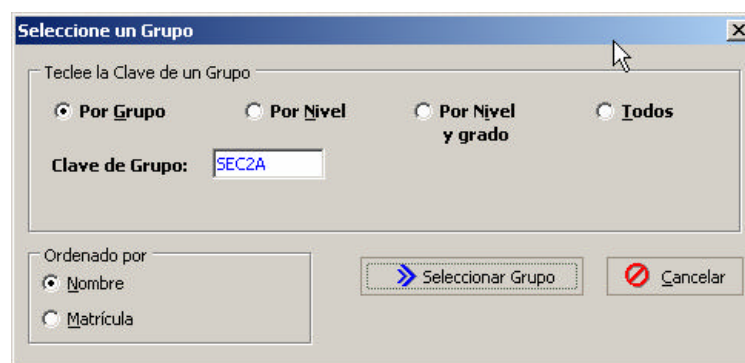 Seleccione un Grupo
Teclee la Clave de un Grupo
Por Grupo Por Nivel Por Nivel y grado Todos
Clave de Grupo: SEC2A
Ordenado por
Nombre
Matrícula
Seleccionar Grupo Cancelar